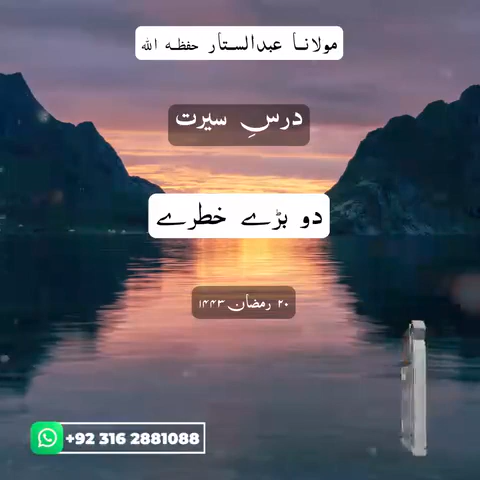 مولانا عبدالستار حفظہ اللہ
درسِ سیرت
دو بڑے خطرے
۲۰ رمضان ۱۴۴۳
+92 316 2881088